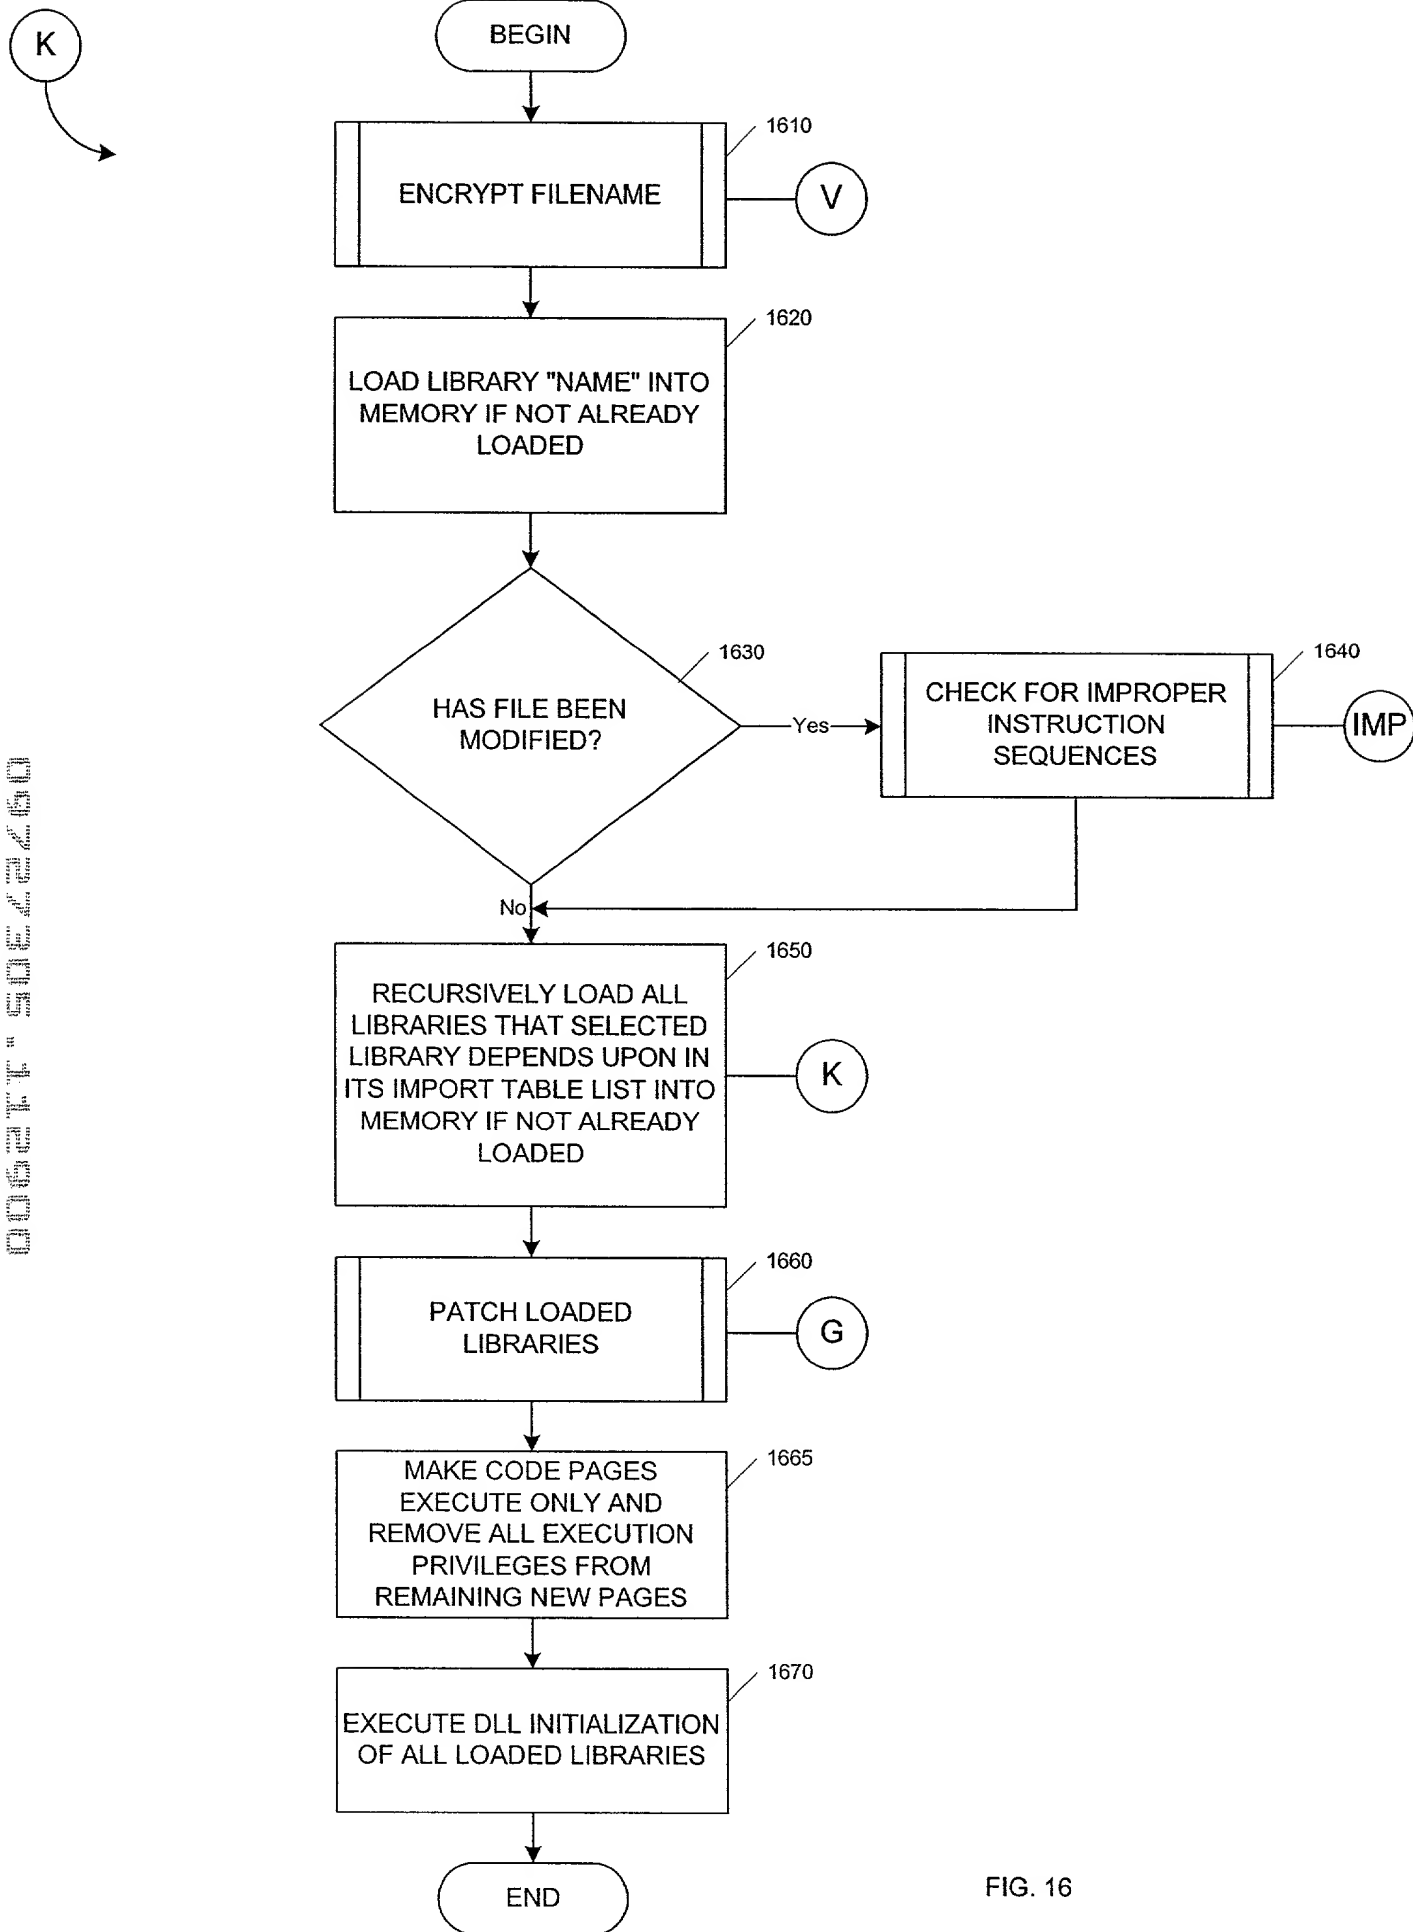 K
BEGIN
1610
ENCRYPT FILENAME
V
1620
LOAD LIBRARY "NAME" INTO
MEMORY IF NOT ALREADY
LOADED
1630
HAS FILE BEEN
MODIFIED?
Yes
1640
CHECK FOR IMPROPER
INSTRUCTION
SEQUENCES
IMP
No
1650
RECURSIVELY LOAD ALL
LIBRARIES THAT SELECTED
LIBRARY DEPENDS UPON IN
ITS IMPORT TABLE LIST INTO
MEMORY IF NOT ALREADY
LOADED
K
1660
PATCH LOADED
LIBRARIES
G
1665
MAKE CODE PAGES
EXECUTE ONLY AND
REMOVE ALL EXECUTION
PRIVILEGES FROM
REMAINING NEW PAGES
1670
EXECUTE DLL INITIALIZATION
OF ALL LOADED LIBRARIES
END
FIG. 16